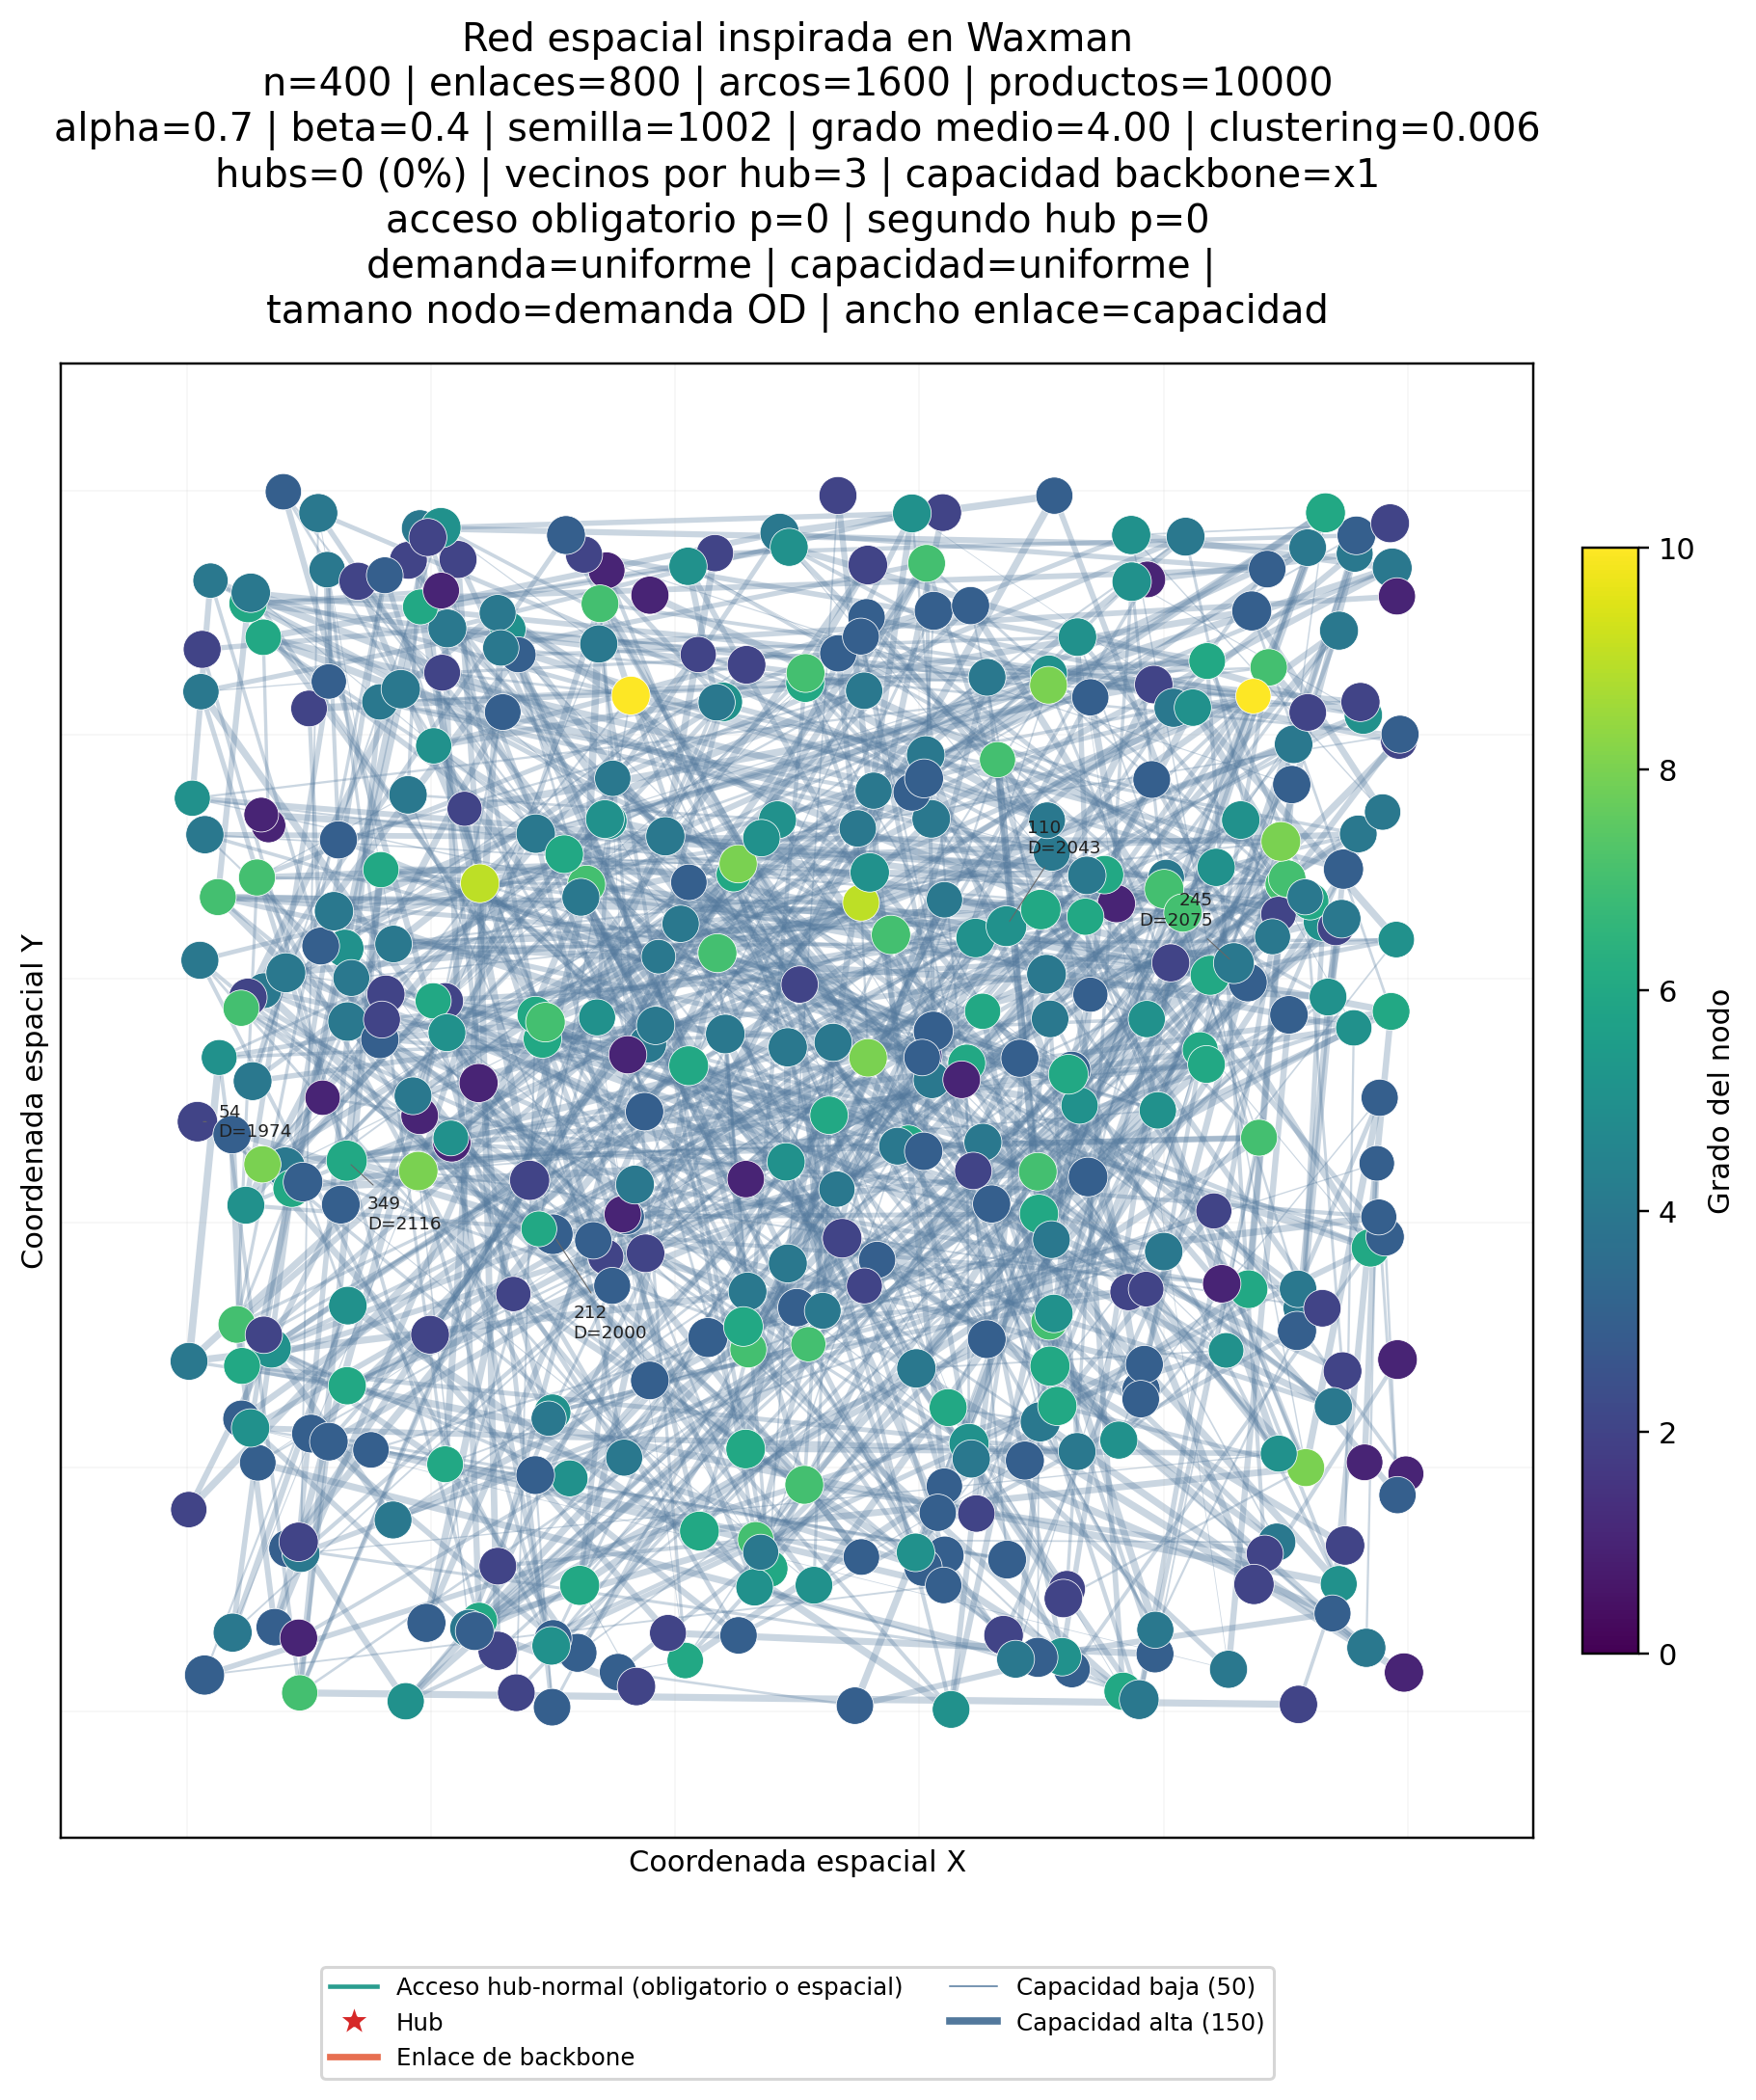 Red espacial inspirada en Waxman
n=400 | enlaces=800 | arcos=1600 | productos=10000
alpha=0.7 | beta=0.4 | semilla=1002 | grado medio=4.00 | clustering=0.006
hubs=0 (0%) | vecinos por hub=3 | capacidad backbone=x1
acceso obligatorio p=0 | segundo hub p=0
demanda=uniforme | capacidad=uniforme |
tamano nodo=demanda OD | ancho enlace=capacidad
110
D=2043
245
D=2075
54
D=1974
349
D=2116
212
D=2000
Coordenada espacial Y
Coordenada espacial X
10
8
6
4
2
0
Grado del nodo
Acceso hub-normal (obligatorio o espacial)
Hub
Enlace de backbone
Capacidad baja (50)
Capacidad alta (150)